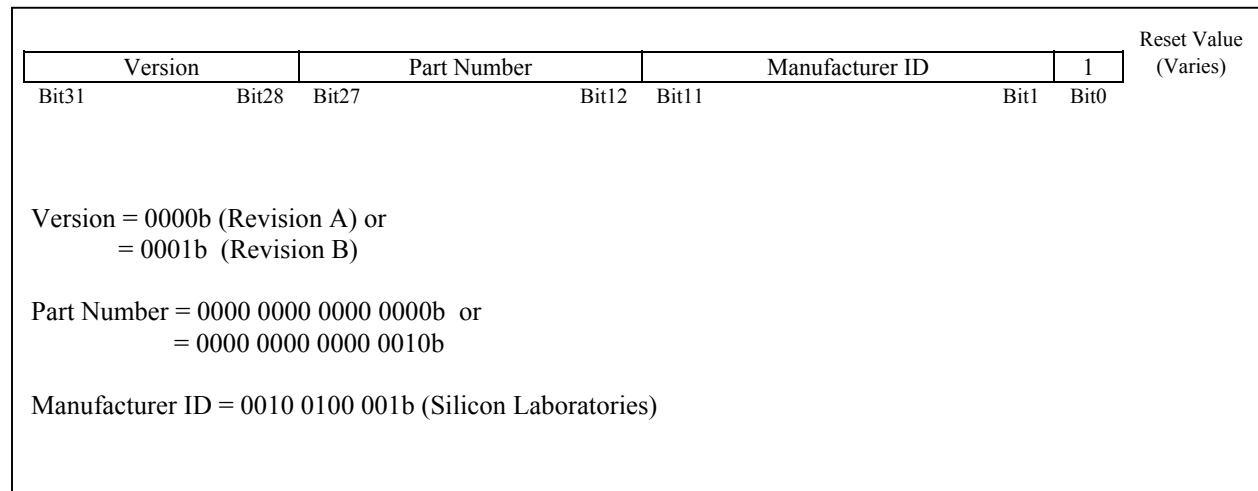 Reset Value
Version Part Number Manufacturer ID 1 (Varies)
Bit31 Bit28 Bit27 Bit12 Bit11 Bit1 Bit0
Version = 0000b (Revision A) or
= 0001b (Revision B)
Part Number = 0000 0000 0000 0000b or
= 0000 0000 0000 0010b
Manufacturer ID = 0010 0100 001b (Silicon Laboratories)